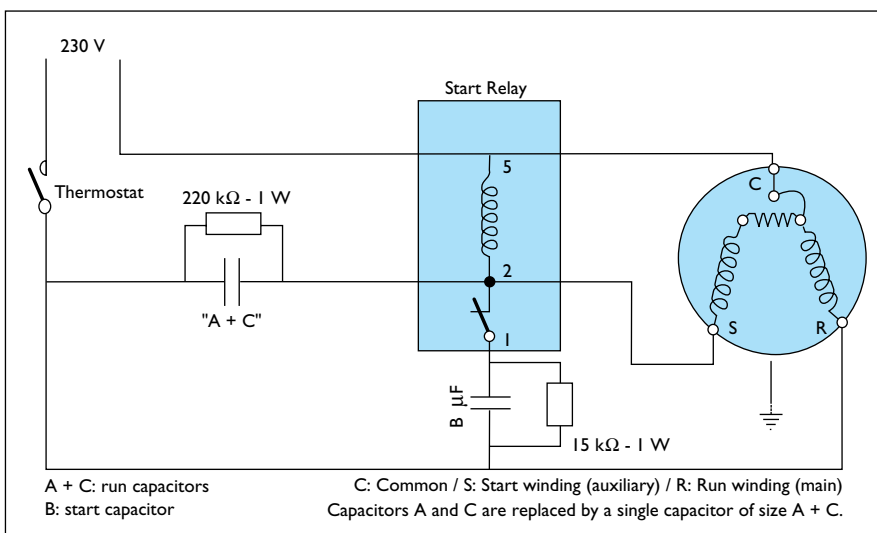 230 V
Start Relay
5
C
Thermostat
220 kΩ - 1 W
2
"A + C"
S
R
1
B µF
15 kΩ - 1 W
A + C: run capacitors
B: start capacitor
C: Common / S: Start winding (auxiliary) / R: Run winding (main)
Capacitors A and C are replaced by a single capacitor of size A + C.